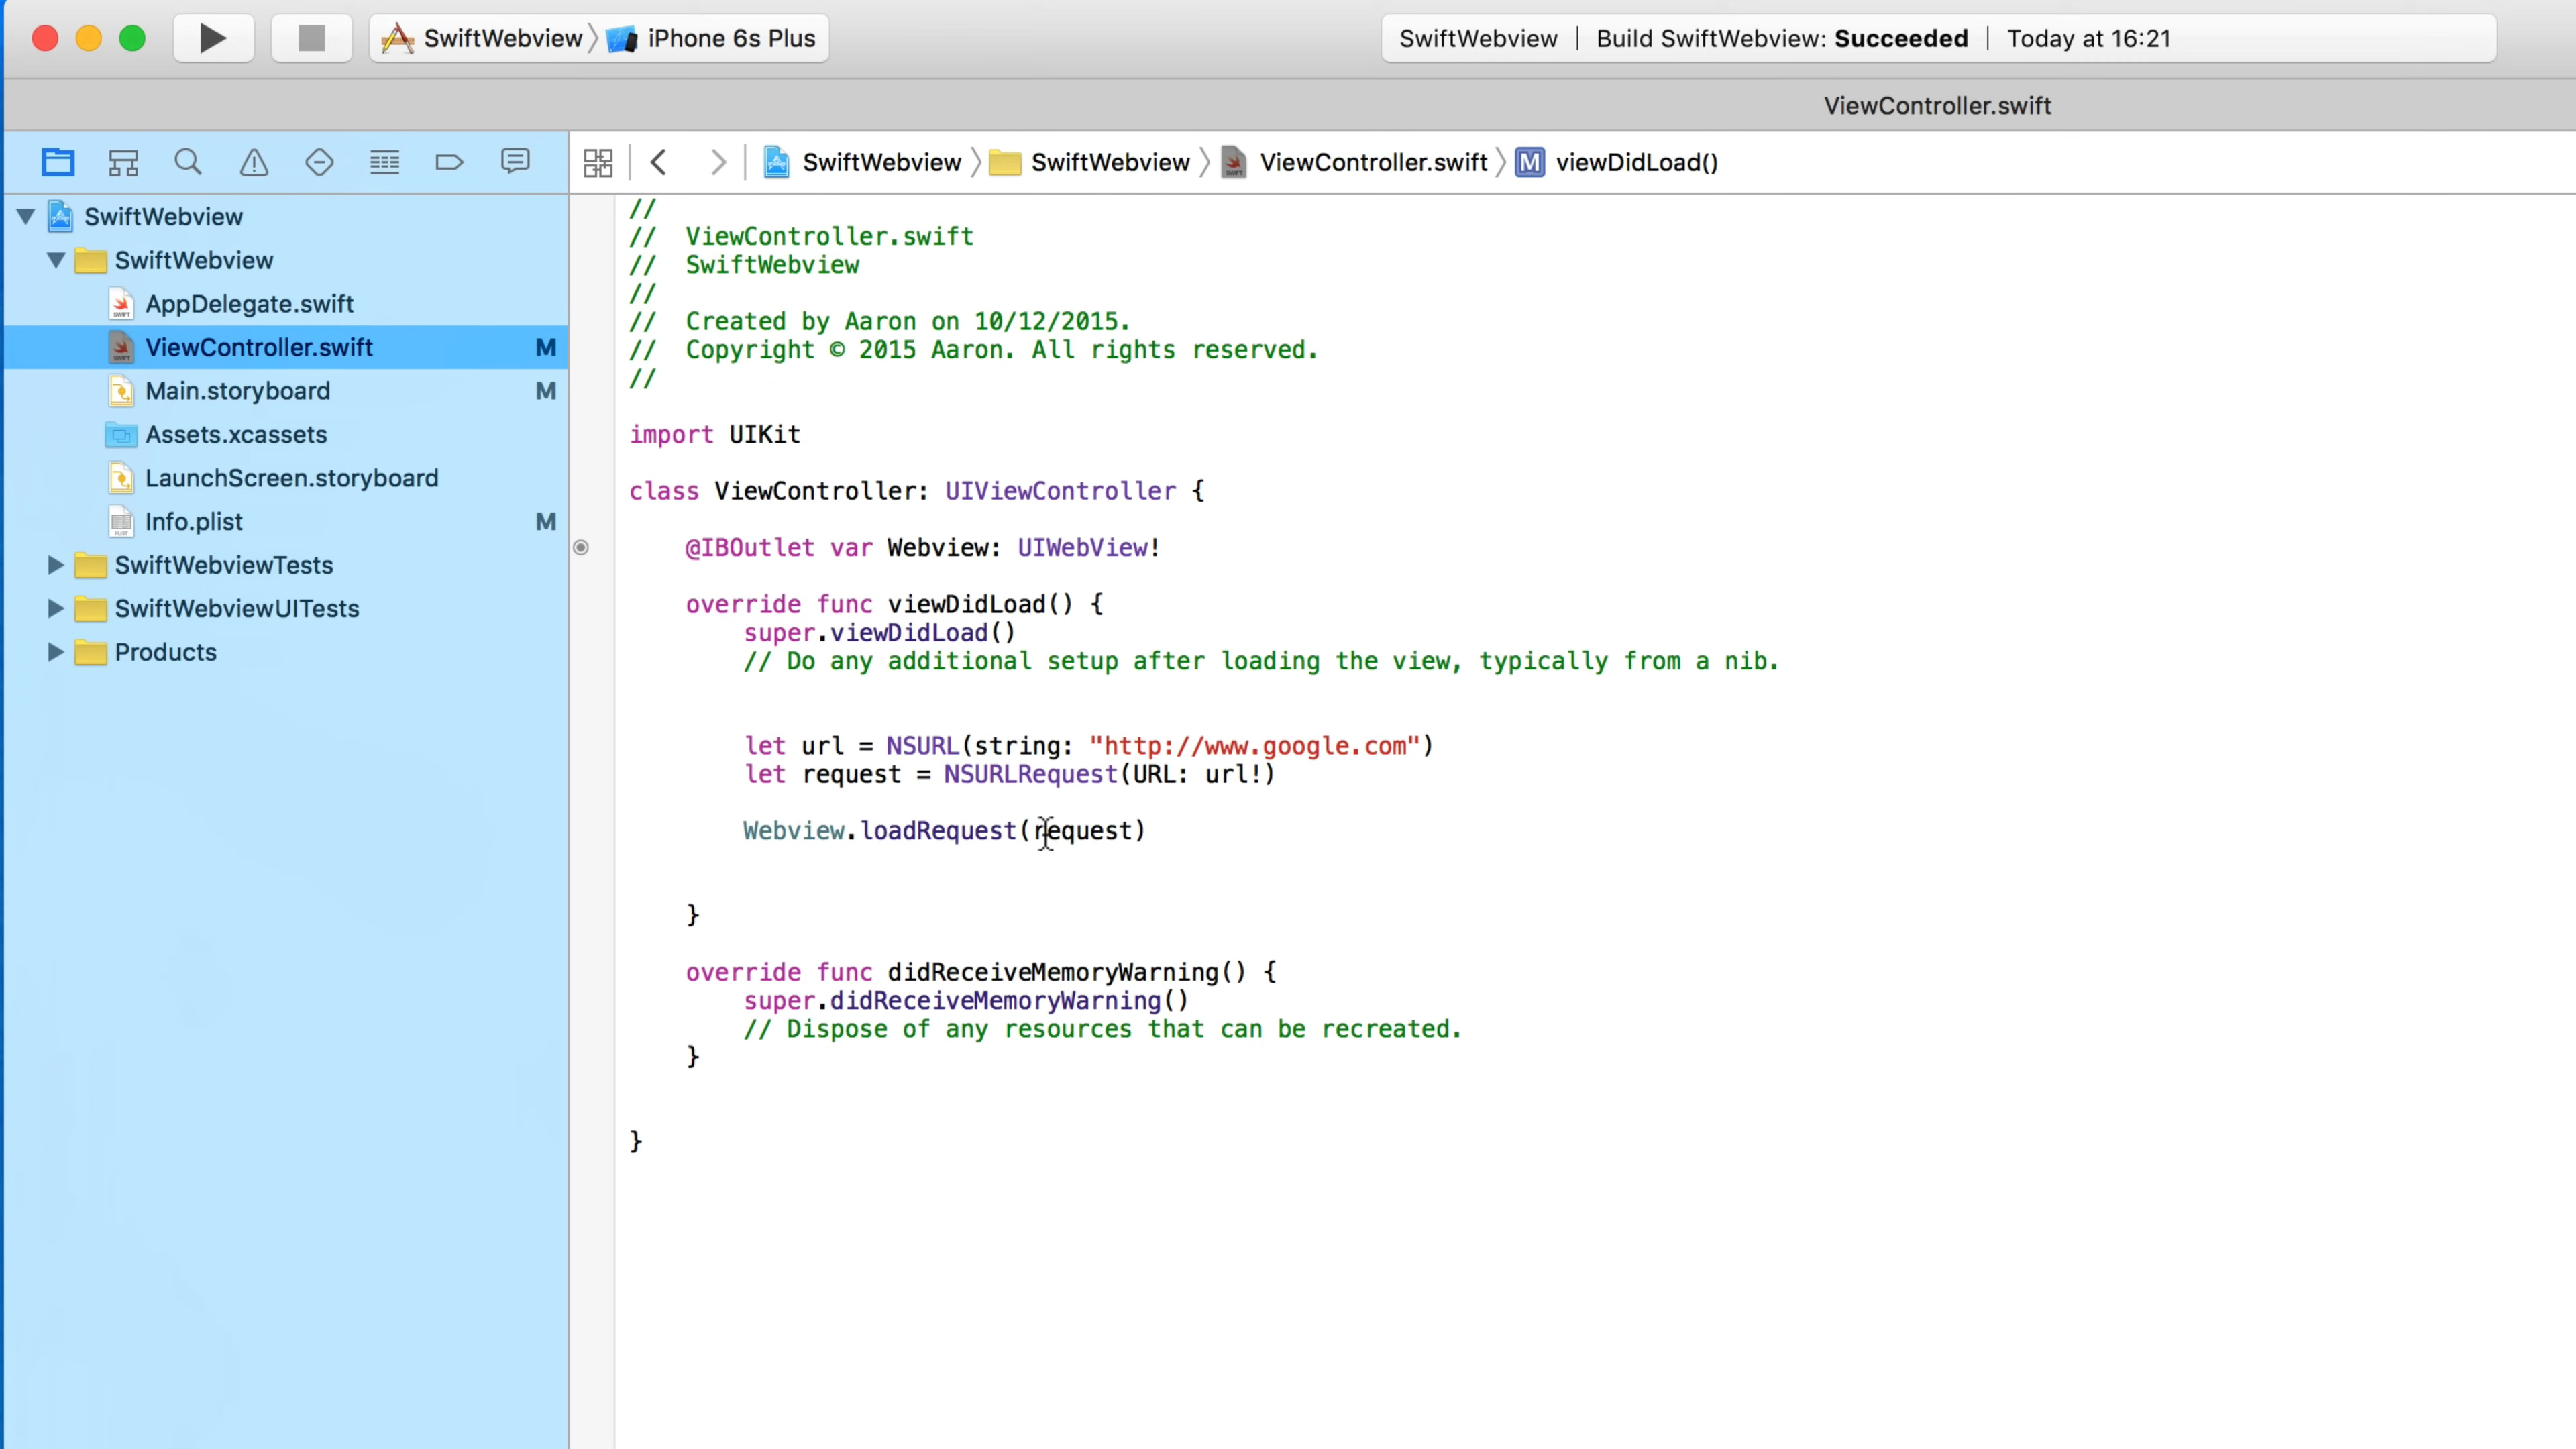 SwiftWebview iPhone 6s Plus
SwiftWebview Build SwiftWebview: Succeeded Today at 16:21
ViewController.swift
SwiftWebview SwiftWebview ViewController.swift M viewDidLoad()
SwiftWebview
SwiftWebview
AppDelegate.swift
ViewController.swift M
Main.storyboard M
Assets.xcassets
LaunchScreen.storyboard
Info.plist M
SwiftWebviewTests
SwiftWebviewUITests
Products
//
// ViewController.swift
// SwiftWebview
//
// Created by Aaron on 10/12/2015.
// Copyright © 2015 Aaron. All rights reserved.
//
import UIKit
class ViewController: UIViewController {
@IBOutlet var Webview: UIWebView!
override func viewDidLoad() {
super.viewDidLoad()
// Do any additional setup after loading the view, typically from a nib.
let url = NSURL(string: "http://www.google.com")
let request = NSURLRequest(URL: url!)
Webview.loadRequest(request)
}
override func didReceiveMemoryWarning() {
super.didReceiveMemoryWarning()
// Dispose of any resources that can be recreated.
}
}